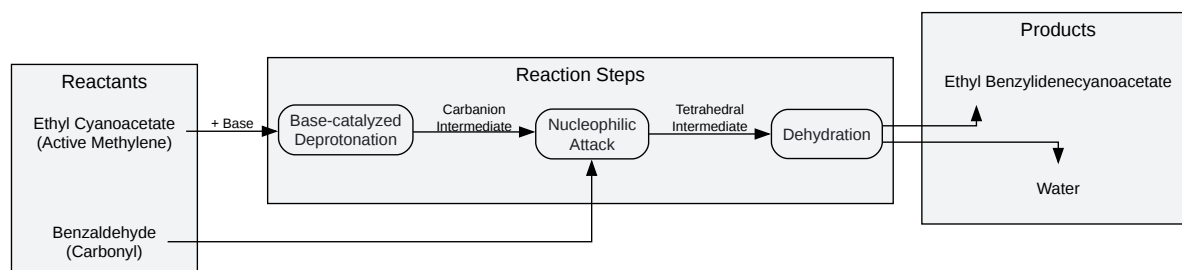 Reactants
Ethyl Cyanoacetate
(Active Methylene)
Benzaldehyde
(Carbonyl)
+ Base
Reaction Steps
Base-catalyzed
Deprotonation
Carbanion
Intermediate
Nucleophilic
Attack
Tetrahedral
Intermediate
Dehydration
Products
Ethyl Benzylidenecyanoacetate
Water